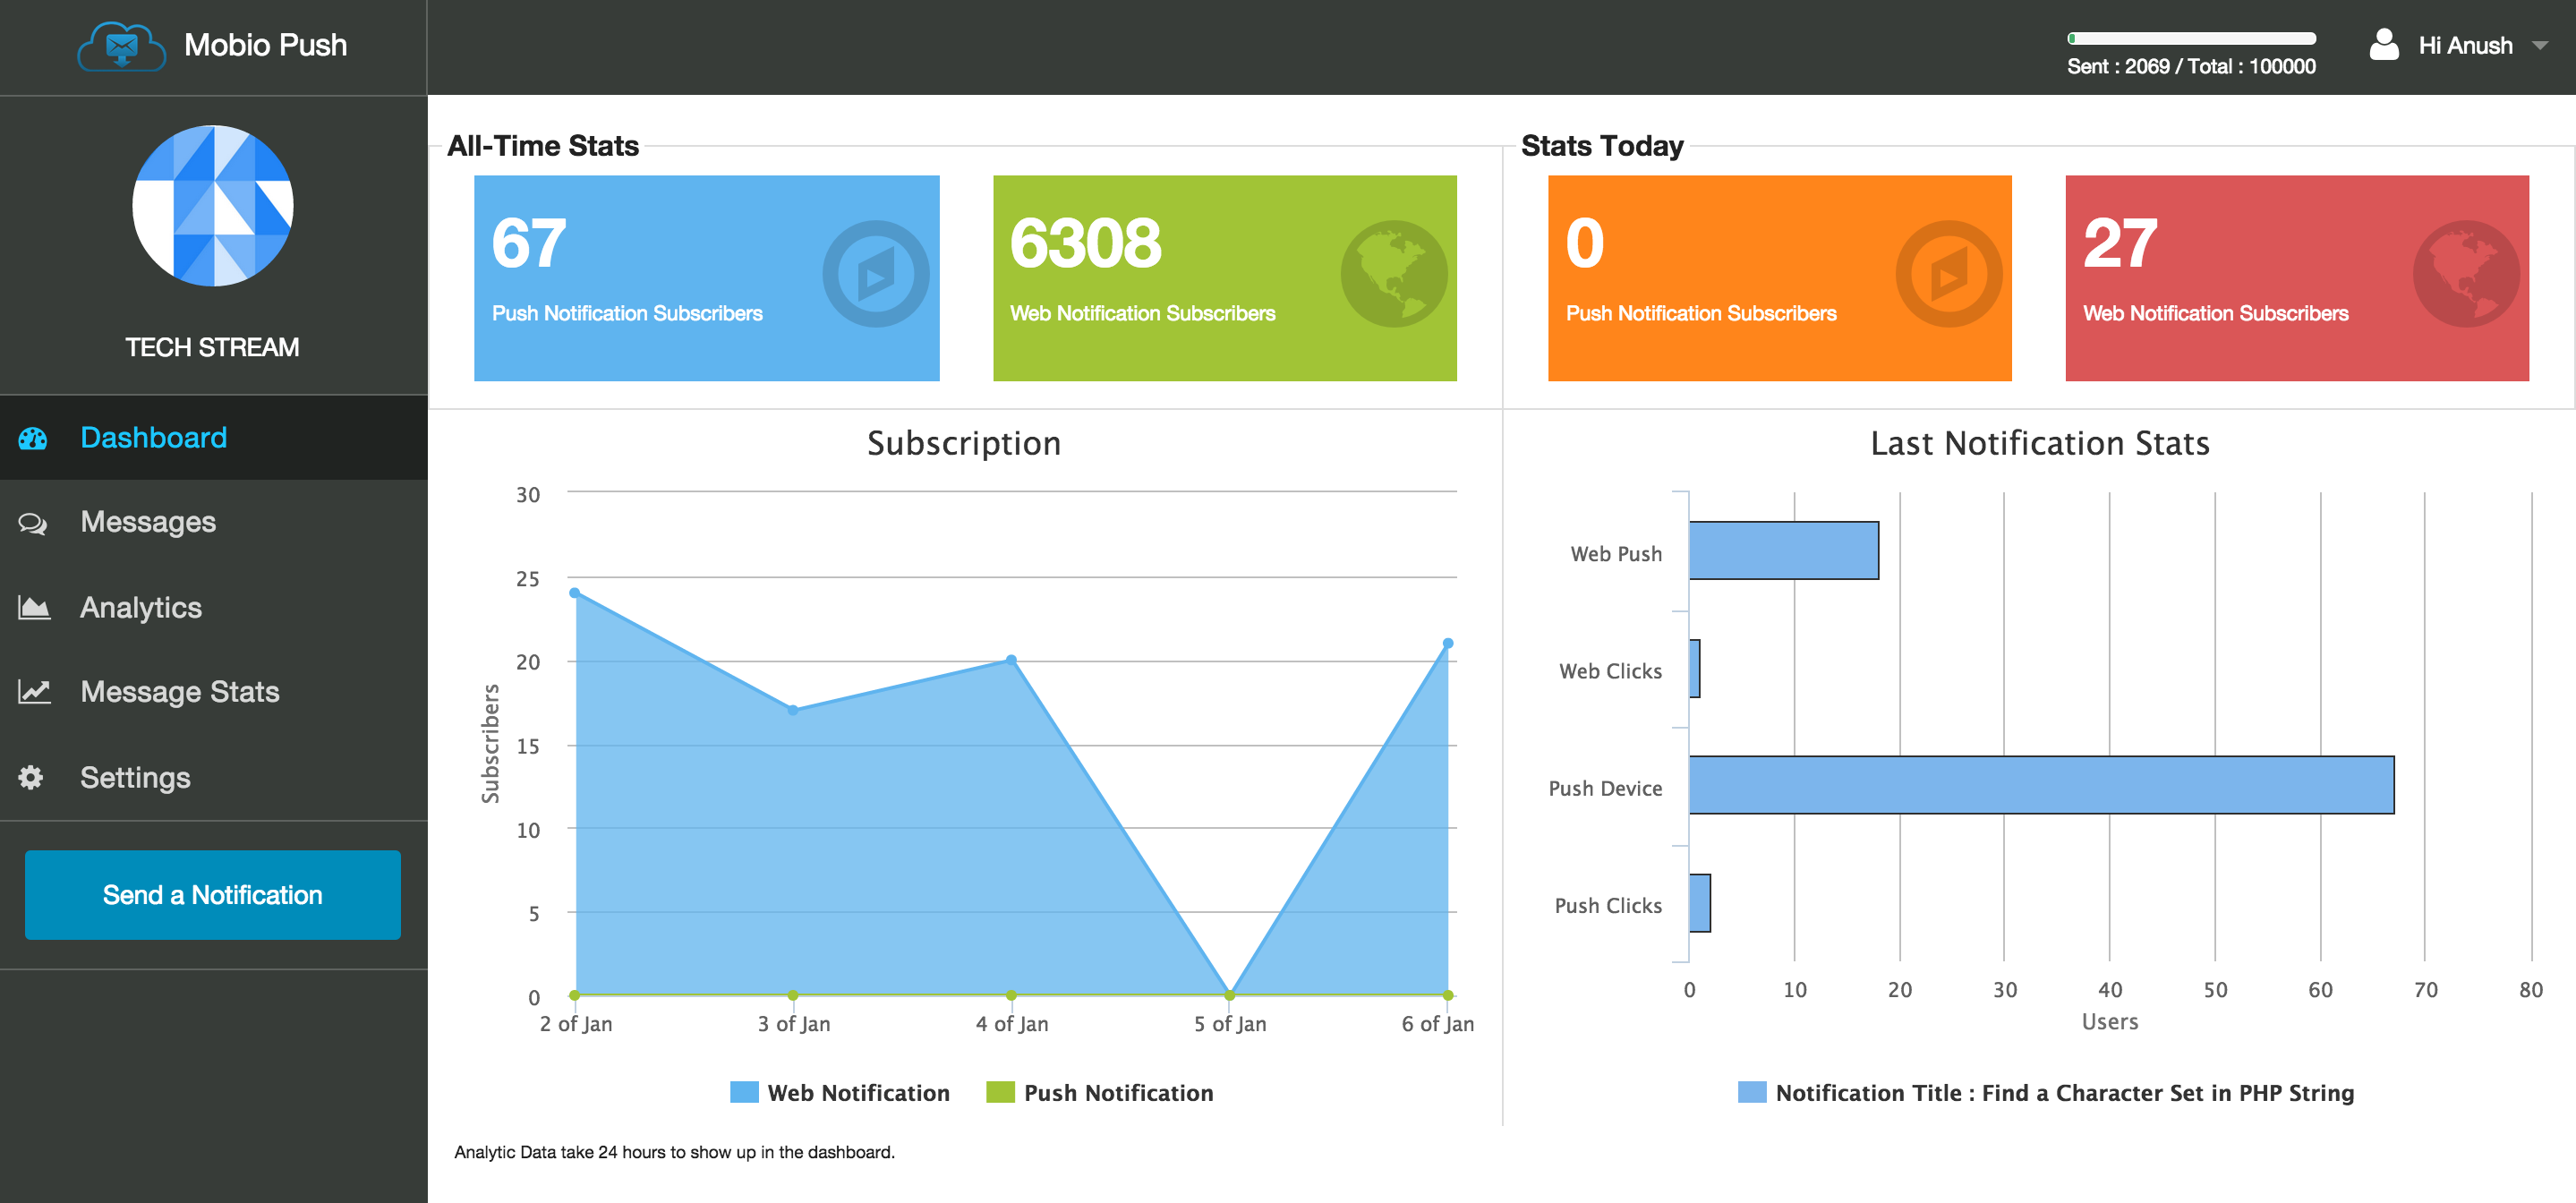 Mobio Push
Sent : 2069 / Total : 100000
Hi Anush
TECH STREAM
Dashboard
Messages
Analytics
Message Stats
Settings
Send a Notification
All-Time Stats
67
Push Notification Subscribers
6308
Web Notification Subscribers
Stats Today
0
Push Notification Subscribers
27
Web Notification Subscribers
Subscription
30
25
20
15
10
5
0
Subscribers
2 of Jan
3 of Jan
4 of Jan
5 of Jan
6 of Jan
Web Notification
Push Notification
Last Notification Stats
Web Push
Web Clicks
Push Device
Push Clicks
0
10
20
30
40
50
60
70
80
Users
Notification Title : Find a Character Set in PHP String
Analytic Data take 24 hours to show up in the dashboard.